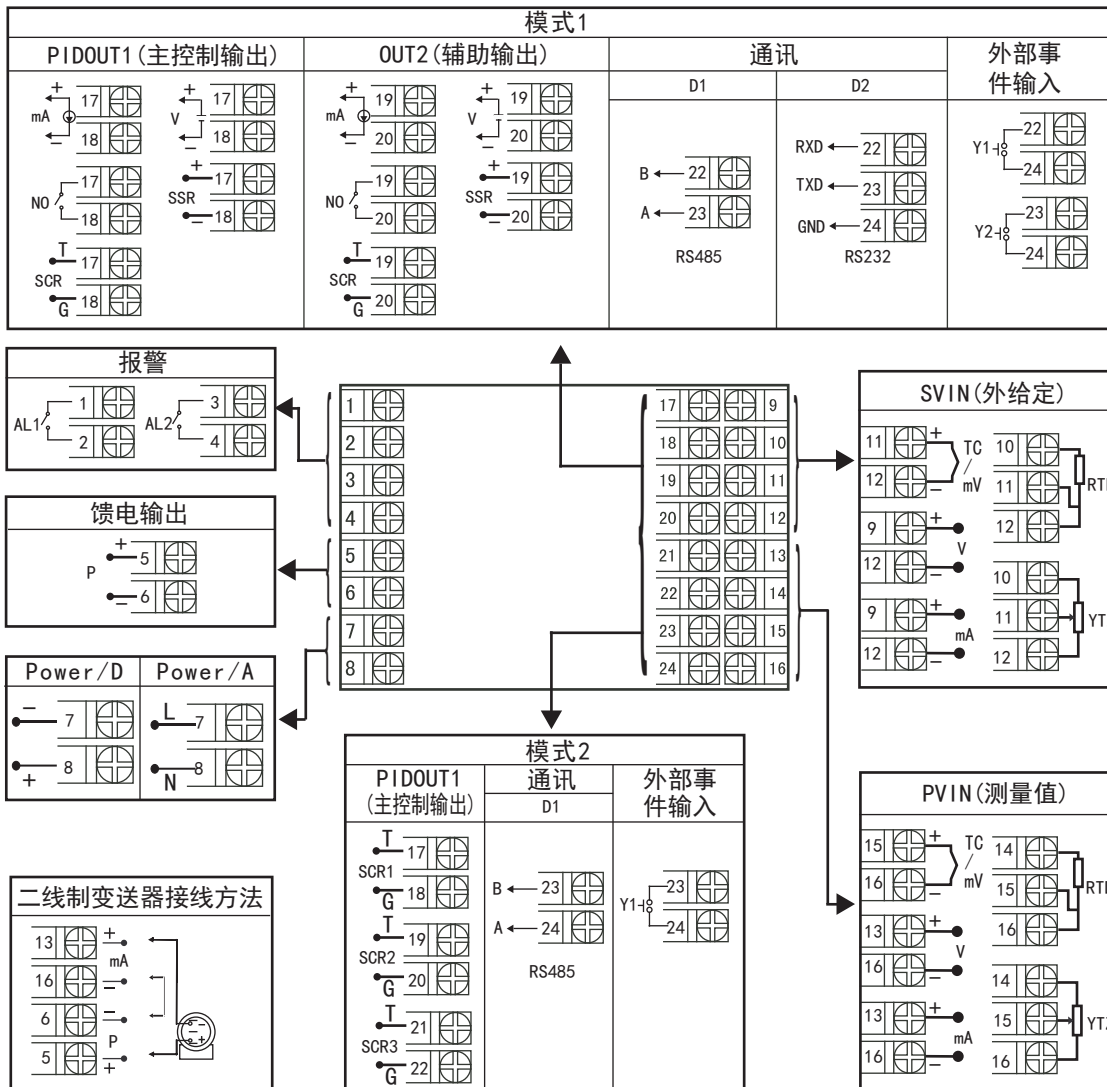 模式1
PIDOUT1(主控制输出) OUT2(辅助输出) 通讯 外部事件输入
D1 D2
+ 17 mA - 18
+ 17 V - 18
NO 17 18
+ 17 SSR - 18
T 17 SCR G 18
+ 19 mA - 20
+ 19 V - 20
NO 19 20
+ 19 SSR - 20
T 19 SCR G 20
B 22
A 23
RS485
RXD 22
TXD 23
GND 24
RS232
Y1 22 24
Y2 23 24
报警
AL1 1 2
AL2 3 4
馈电输出
+ 5 P - 6
Power/D Power/A
- 7 + 8
L 7 N 8
1 17 9
2 18 10
3 19 11
4 20 12
5 21 13
6 22 14
7 23 15
8 24 16
SVIN(外给定)
11 + TC/mV 12 -
10 11 12
9 + V 12 -
10 11 12
9 + mA 12 -
模式2
PIDOUT1 (主控制输出) 通讯 外部事件输入
D1
T 17 SCR1 G 18
T 19 SCR2 G 20
T 21 SCR3 G 22
B 23
A 24
RS485
Y1 23 24
PVIN(测量值)
15 + TC/mV 16 -
14 15 16
13 + V 16 -
14 15 16
13 + mA 16 -
二线制变送器接线方法
13 +
mA
16 -
6 -
P
5 +
- +